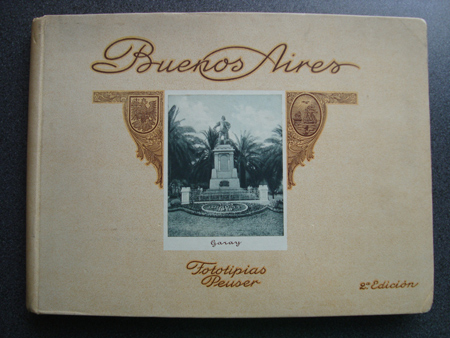 Buenos Aires
Garay
Fototipias
Peuser
2ª Edición